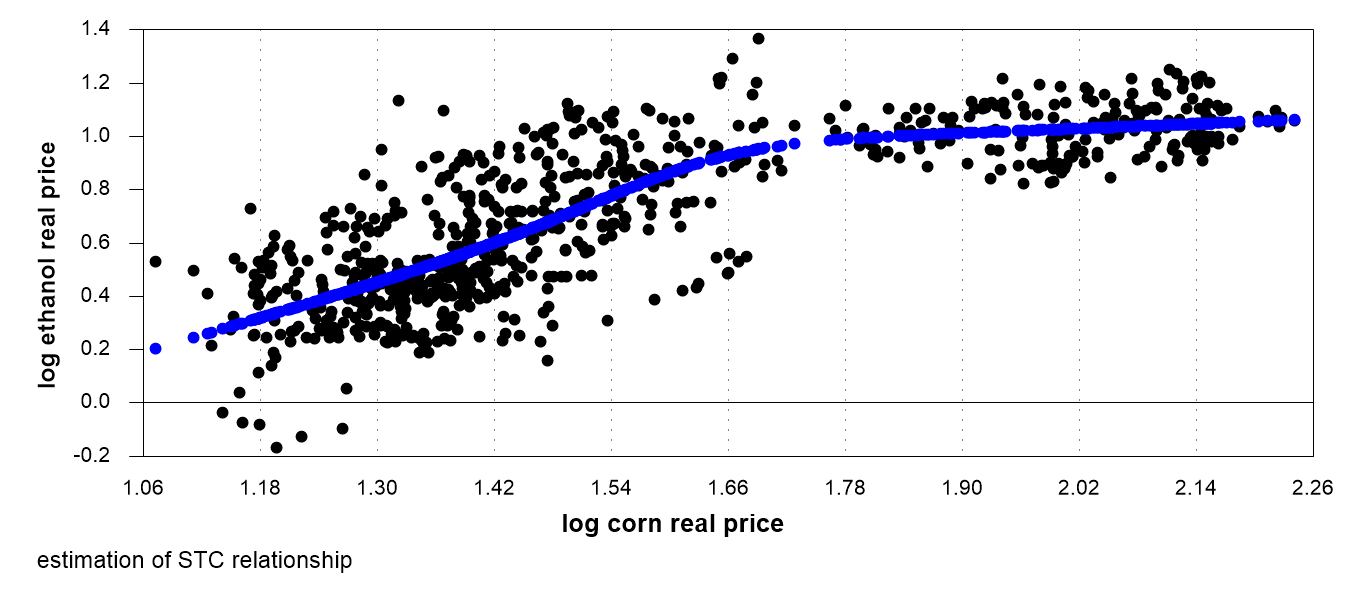 1.4
1.2
1.0
0.8
0.6
0.4
0.2
0.0
-0.2
log ethanol real price
1.06 1.18 1.30 1.42 1.54 1.66 1.78 1.90 2.02 2.14 2.26
log corn real price
estimation of STC relationship